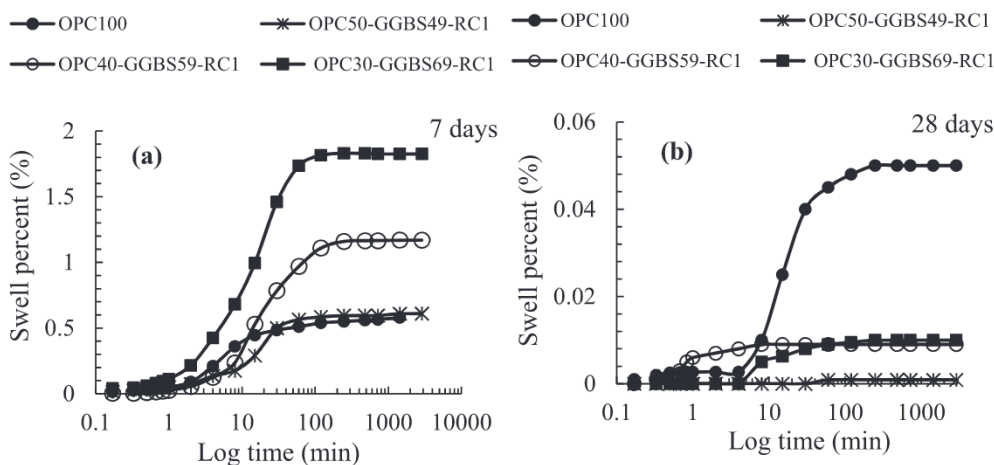 OPC100
OPC50-GGBS49-RC1
OPC40-GGBS59-RC1
OPC30-GGBS69-RC1
OPC100
OPC50-GGBS49-RC1
OPC40-GGBS59-RC1
OPC30-GGBS69-RC1
7 days
(a)
Swell percent (%)
2
1.5
1
0.5
0
0.1 1 10 100 1000 10000
Log time (min)
28 days
(b)
Swell percent (%)
0.06
0.04
0.02
0
0.1 1 10 100 1000
Log time (min)